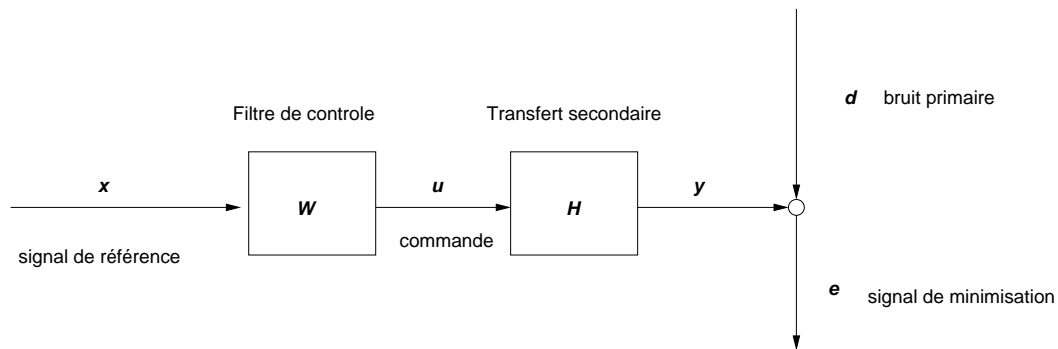 Filtre de controle
Transfert secondaire
d bruit primaire
x
W
u
H
y
signal de référence
commande
e signal de minimisation